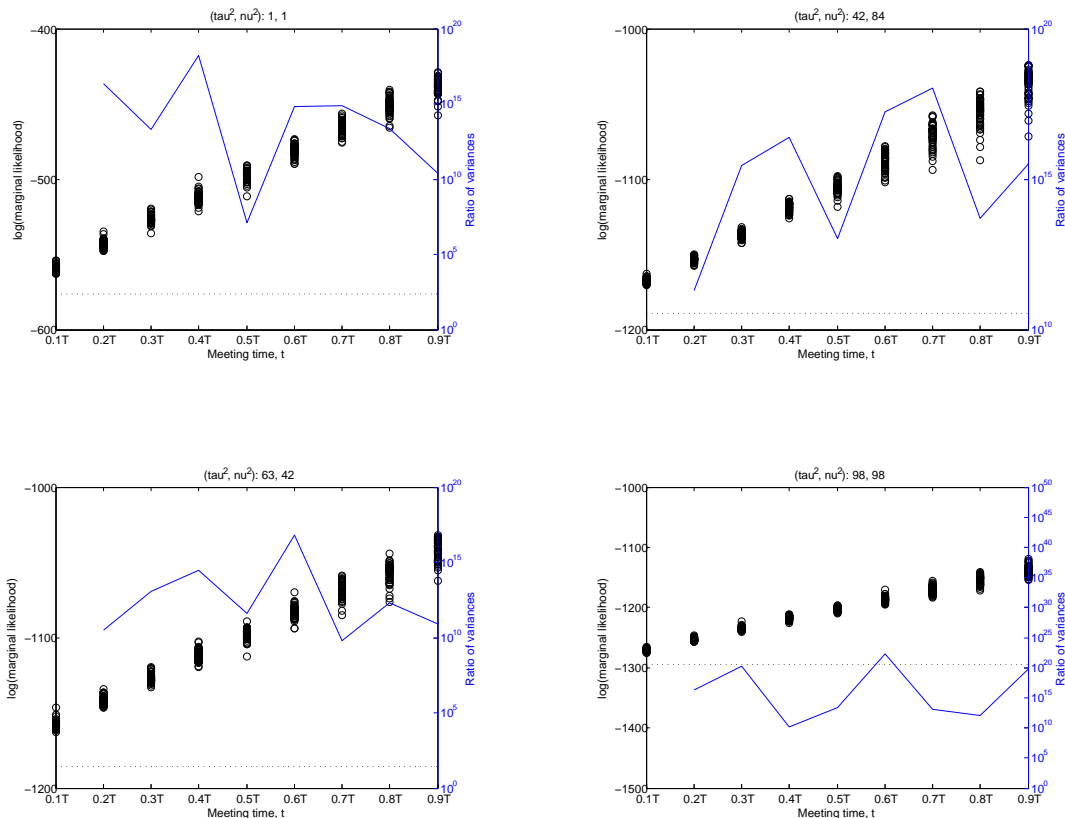 (tau², nu²): 1, 1
−400
−500
−600
log(marginal likelihood)
10²⁰
10¹⁵
10¹⁰
10⁵
10⁰
Ratio of variances
0.1T 0.2T 0.3T 0.4T 0.5T 0.6T 0.7T 0.8T 0.9T
Meeting time, t
(tau², nu²): 42, 84
−1000
−1100
−1200
log(marginal likelihood)
10²⁰
10¹⁵
10¹⁰
Ratio of variances
0.1T 0.2T 0.3T 0.4T 0.5T 0.6T 0.7T 0.8T 0.9T
Meeting time, t
(tau², nu²): 63, 42
−1000
−1100
−1200
log(marginal likelihood)
10²⁰
10¹⁵
10¹⁰
10⁵
10⁰
Ratio of variances
0.1T 0.2T 0.3T 0.4T 0.5T 0.6T 0.7T 0.8T 0.9T
Meeting time, t
(tau², nu²): 98, 98
−1000
−1100
−1200
−1300
−1400
−1500
log(marginal likelihood)
10⁵⁰
10⁴⁵
10⁴⁰
10³⁵
10³⁰
10²⁵
10²⁰
10¹⁵
10¹⁰
10⁵
10⁰
Ratio of variances
0.1T 0.2T 0.3T 0.4T 0.5T 0.6T 0.7T 0.8T 0.9T
Meeting time, t